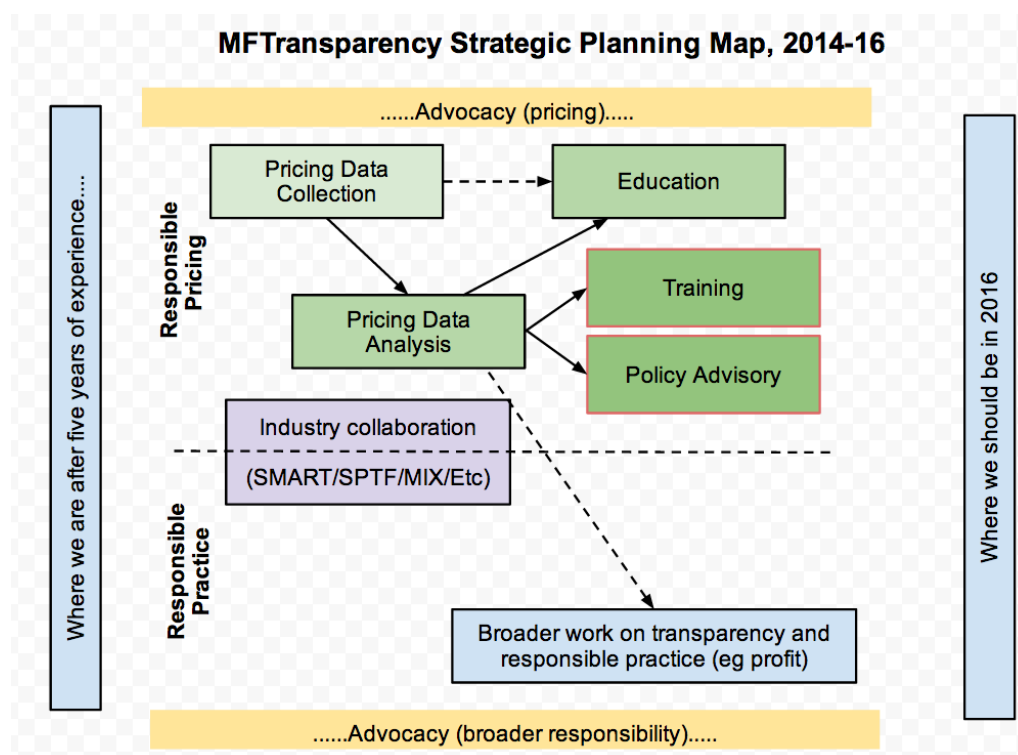 MFTransparency Strategic Planning Map, 2014-16
......Advocacy (pricing).....
Where we are after five years of experience....
Responsible
Pricing
Pricing Data
Collection
Education
Pricing Data
Analysis
Training
Policy Advisory
Industry collaboration
(SMART/SPTF/MIX/Etc)
Responsible
Practice
Broader work on transparency and
responsible practice (eg profit)
Where we should be in 2016
......Advocacy (broader responsibility).....